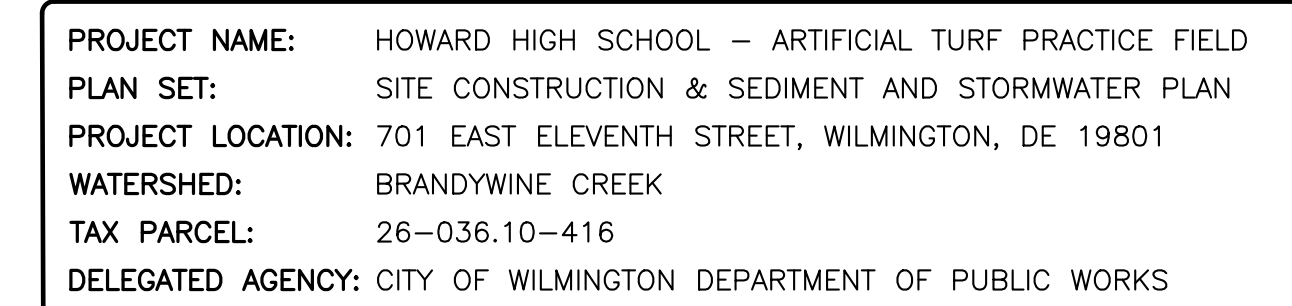 PROJECT NAME: HOWARD HIGH SCHOOL – ARTIFICIAL TURF PRACTICE FIELD
PLAN SET: SITE CONSTRUCTION & SEDIMENT AND STORMWATER PLAN
PROJECT LOCATION: 701 EAST ELEVENTH STREET, WILMINGTON, DE 19801
WATERSHED: BRANDYWINE CREEK
TAX PARCEL: 26–036.10–416
DELEGATED AGENCY: CITY OF WILMINGTON DEPARTMENT OF PUBLIC WORKS